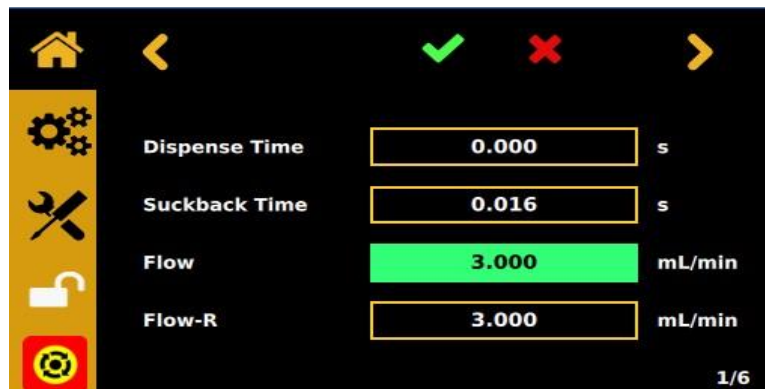 Dispense Time 0.000 s
Suckback Time 0.016 s
Flow 3.000 mL/min
Flow-R 3.000 mL/min
1/6